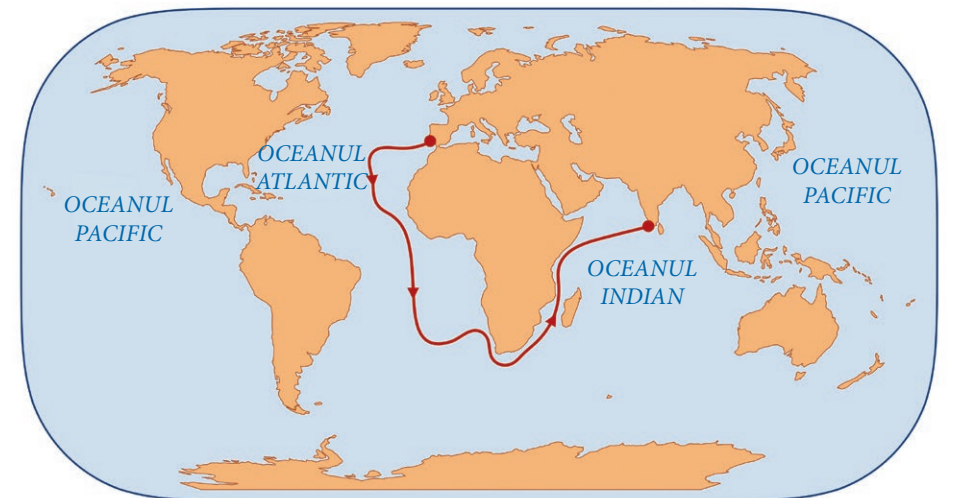 OCEANUL
ATLANTIC
OCEANUL
PACIFIC
OCEANUL
PACIFIC
OCEANUL
INDIAN